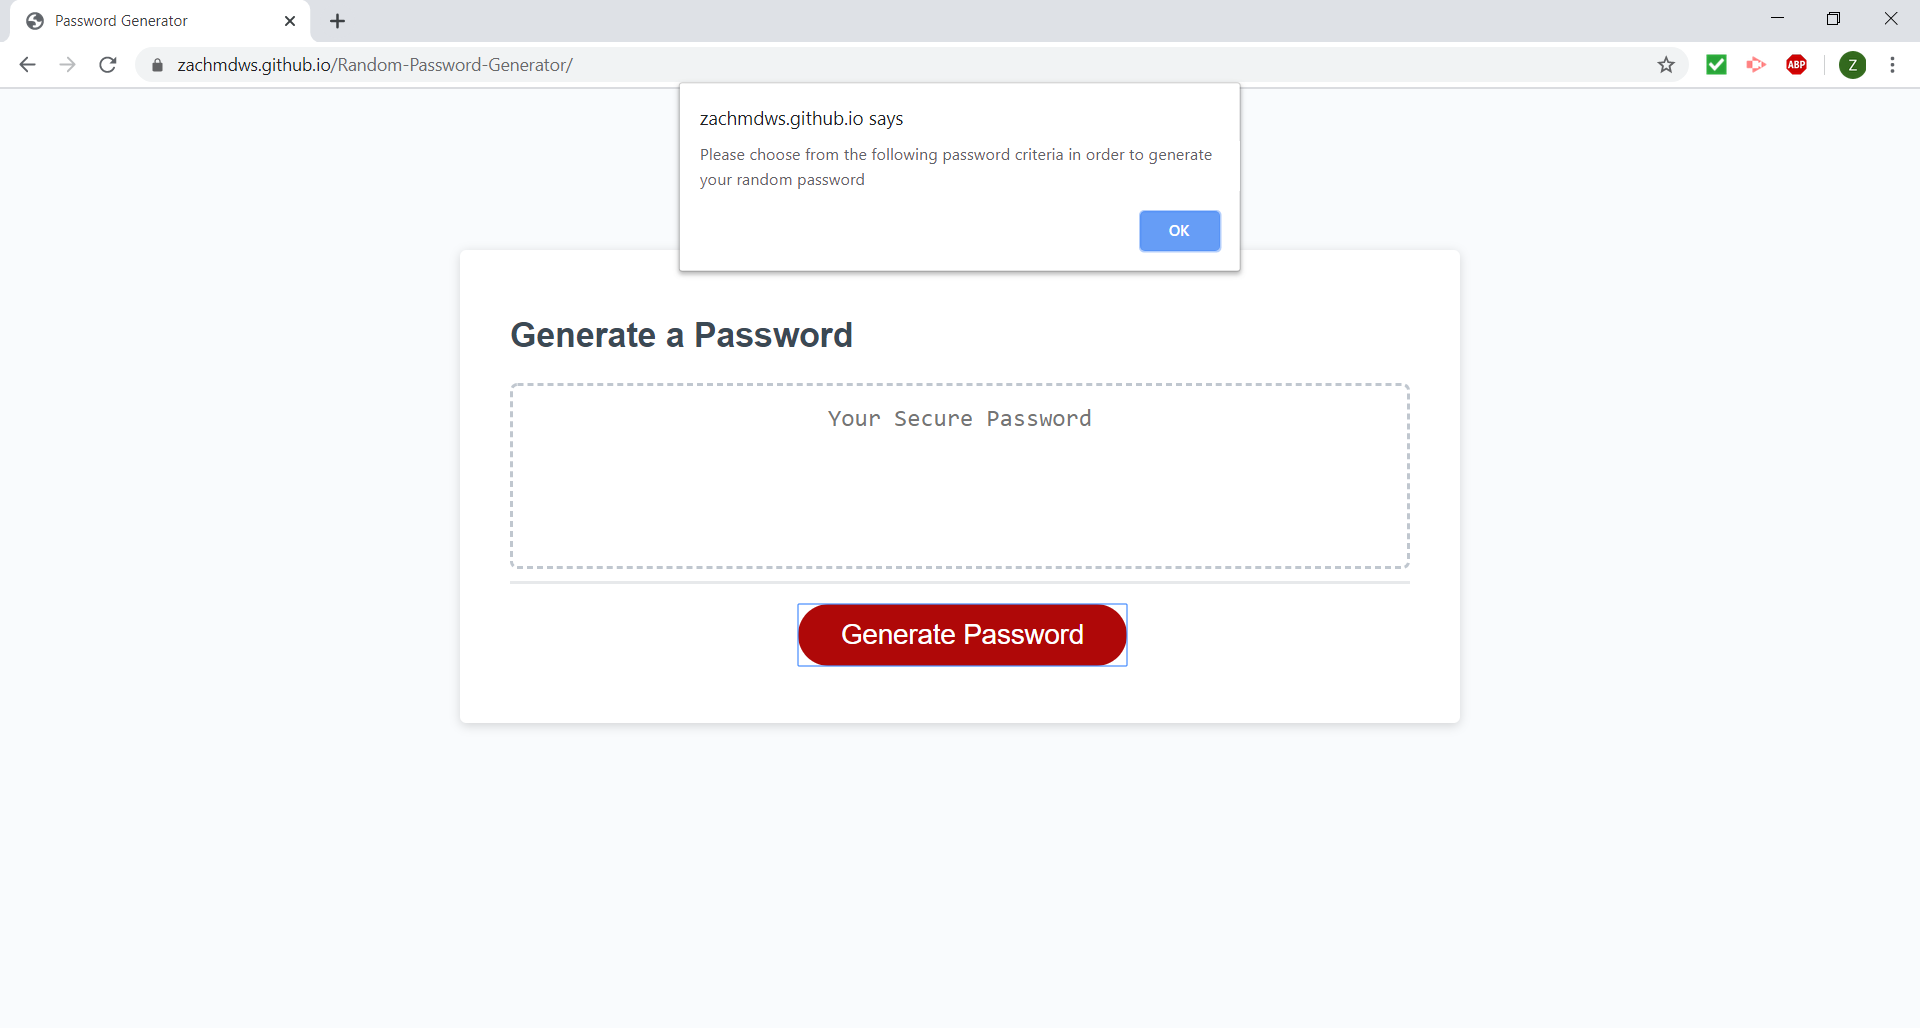 Password Generator
zachmdws.github.io/Random-Password-Generator/
ABP
Z
zachmdws.github.io says
Please choose from the following password criteria in order to generate
your random password
OK
Generate a Password
Your Secure Password
Generate Password